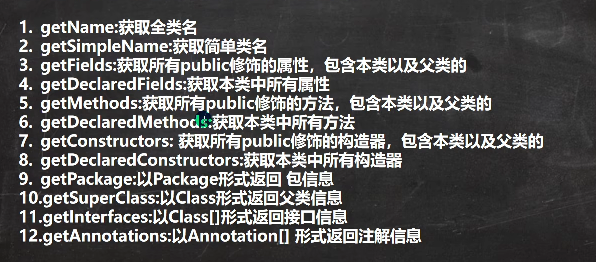 1. getName:获取全类名
2. getSimpleName:获取简单类名
3. getFields:获取所有public修饰的属性，包含本类以及父类的
4. getDeclaredFields:获取本类中所有属性
5. getMethods:获取所有public修饰的方法，包含本类以及父类的
6. getDeclaredMethods:获取本类中所有方法
7. getConstructors: 获取所有public修饰的构造器，包含本类以及父类的
8. getDeclaredConstructors:获取本类中所有构造器
9. getPackage:以Package形式返回 包信息
10.getSuperClass:以Class形式返回父类信息
11.getInterfaces:以Class[]形式返回接口信息
12.getAnnotations:以Annotation[] 形式返回注解信息